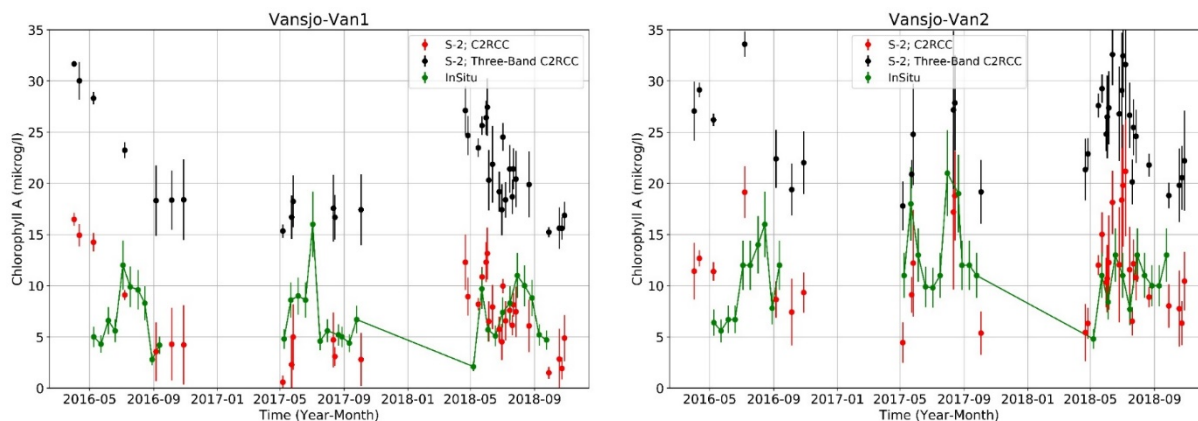 Vansjo-Van1
35
30
25
20
15
10
5
0
Chlorophyll A (mikrog/l)
S-2; C2RCC
S-2; Three-Band C2RCC
InSitu
2016-05 2016-09 2017-01 2017-05 2017-09 2018-01 2018-05 2018-09
Time (Year-Month)
Vansjo-Van2
35
30
25
20
15
10
5
0
Chlorophyll A (mikrog/l)
S-2; C2RCC
S-2; Three-Band C2RCC
InSitu
2016-05 2016-09 2017-01 2017-05 2017-09 2018-01 2018-05 2018-09
Time (Year-Month)